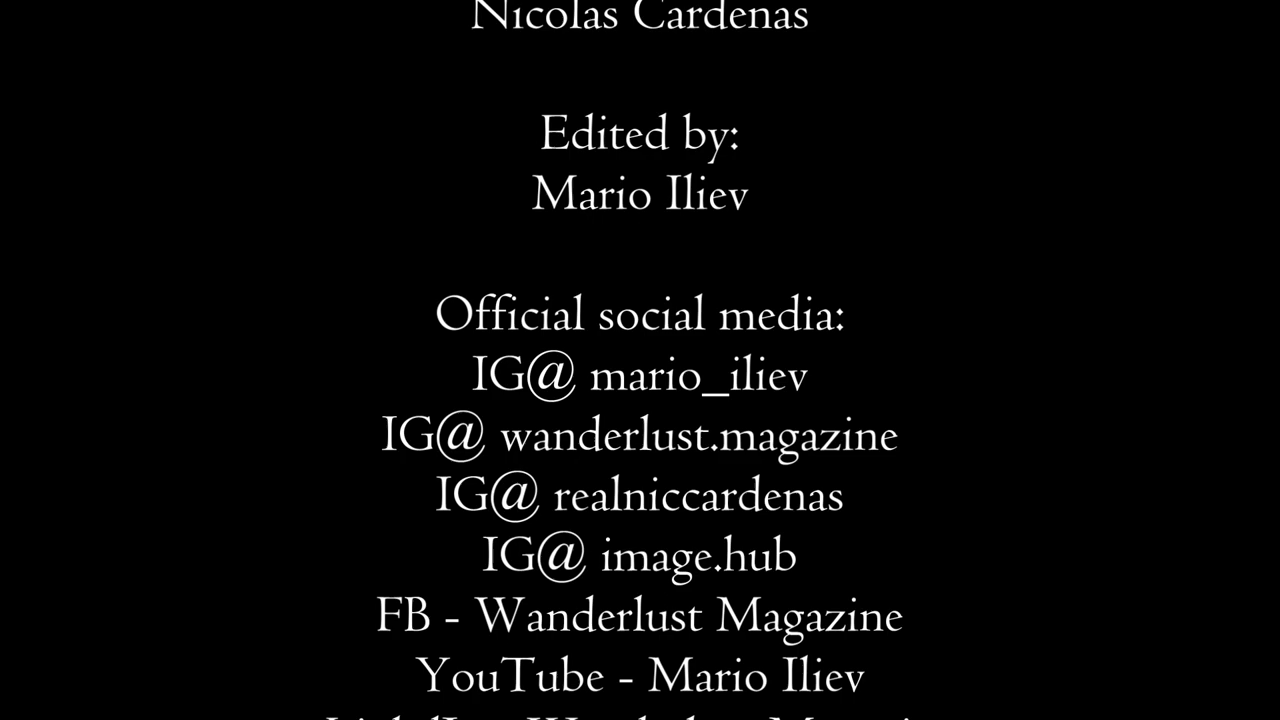 Nicolas Cardenas
Edited by:
Mario Iliev
Official social media:
IG@ mario_iliev
IG@ wanderlust.magazine
IG@ realniccardenas
IG@ image.hub
FB - Wanderlust Magazine
YouTube - Mario Iliev